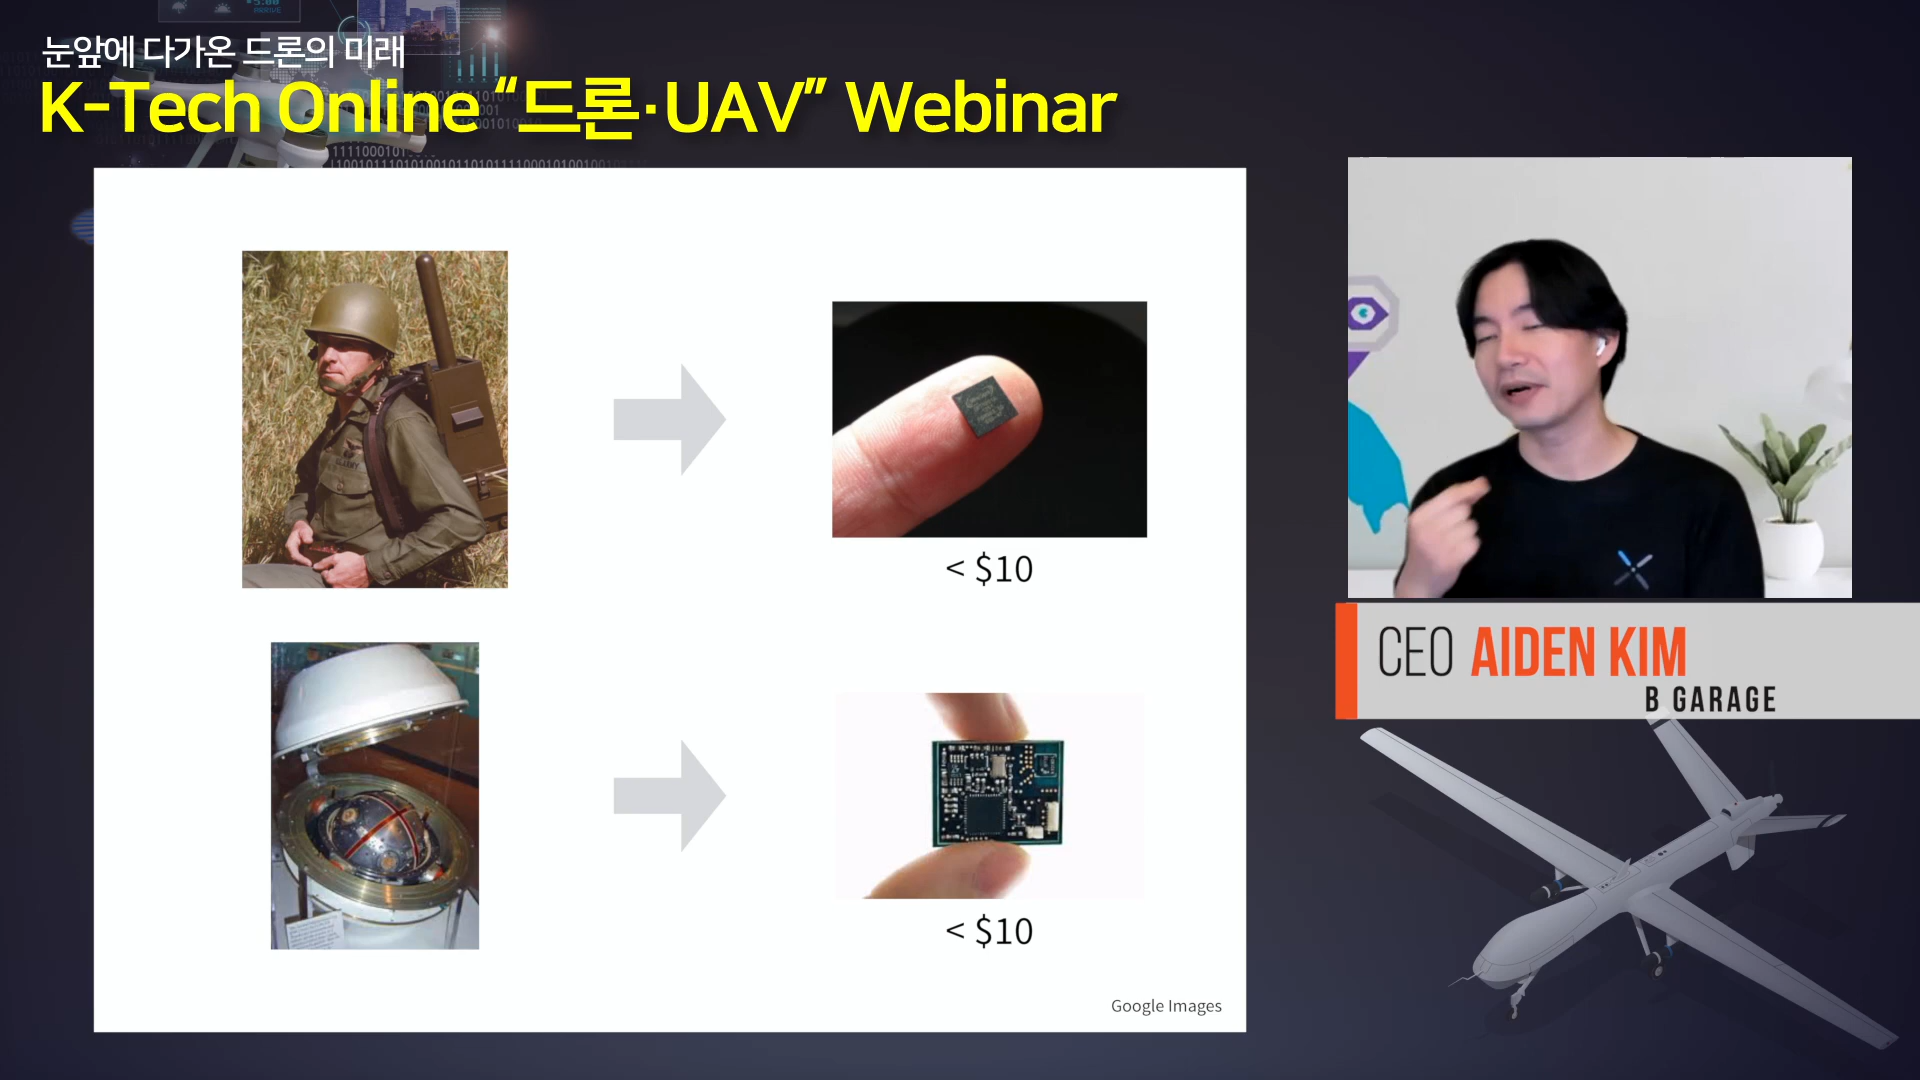 눈앞에 다가온 드론의 미래
K-Tech Online “드론·UAV” Webinar
1111000101
< $10
< $10
Google Images
CEO AIDEN KIM
B GARAGE